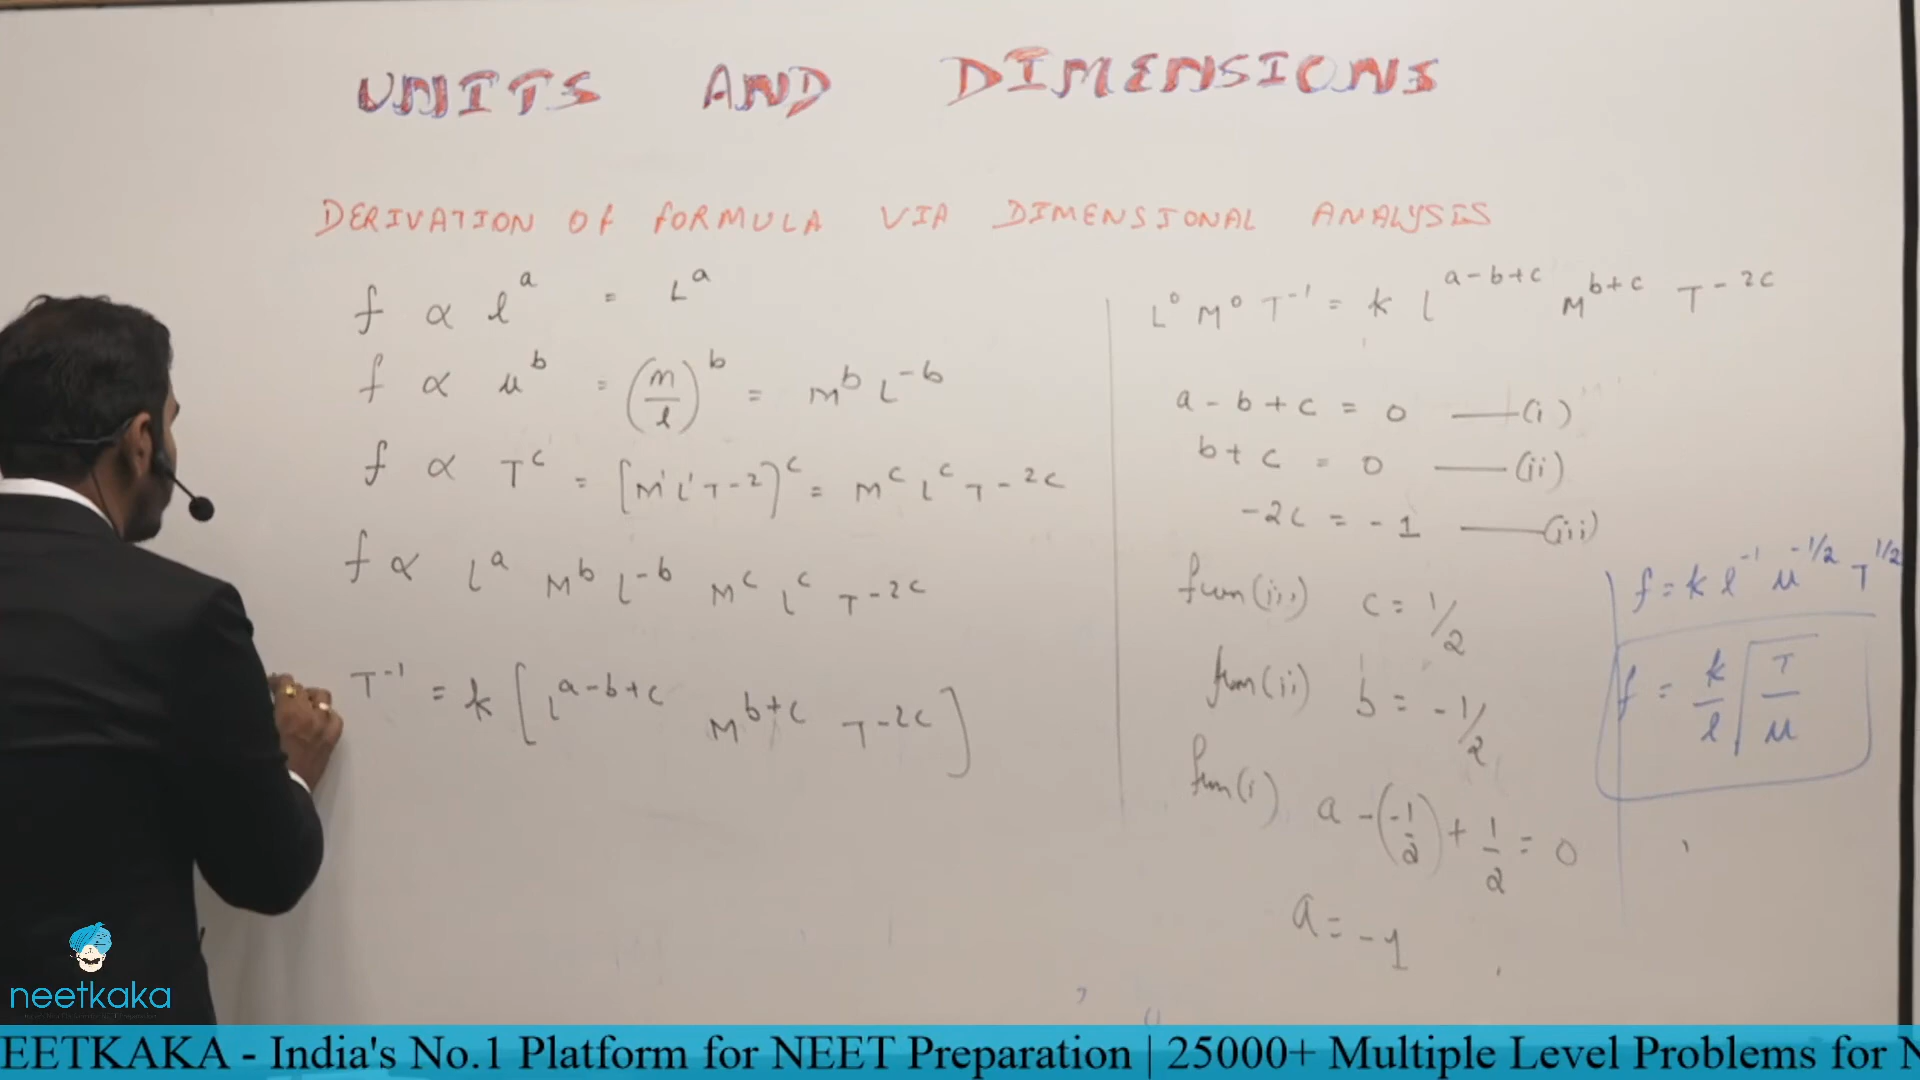 UNITS AND DIMENSIONS
DERIVATION OF FORMULA VIA DIMENSIONAL ANALYSIS
f ∝ l^a = L^a
f ∝ μ^b = (m/l)^b = M^b L^-b
f ∝ T^c = [M^1 L^1 T^-2]^c = M^c L^c T^-2c
f ∝ L^a M^b L^-b M^c L^c T^-2c
T^-1 = k [L^a-b+c M^b+c T^-2c]
L^0 M^0 T^-1 = k L^a-b+c M^b+c T^-2c
a - b + c = 0 —(i)
b + c = 0 —(ii)
-2c = -1 —(iii)
from (iii) c = 1/2
from (ii) b = -1/2
from (i) a - (-1/2) + 1/2 = 0
a = -1
f = k l^-1 μ^-1/2 T^1/2
f = k/l √T/μ
neetkaka
EETKAKA - India's No.1 Platform for NEET Preparation | 25000+ Multiple Level Problems for N